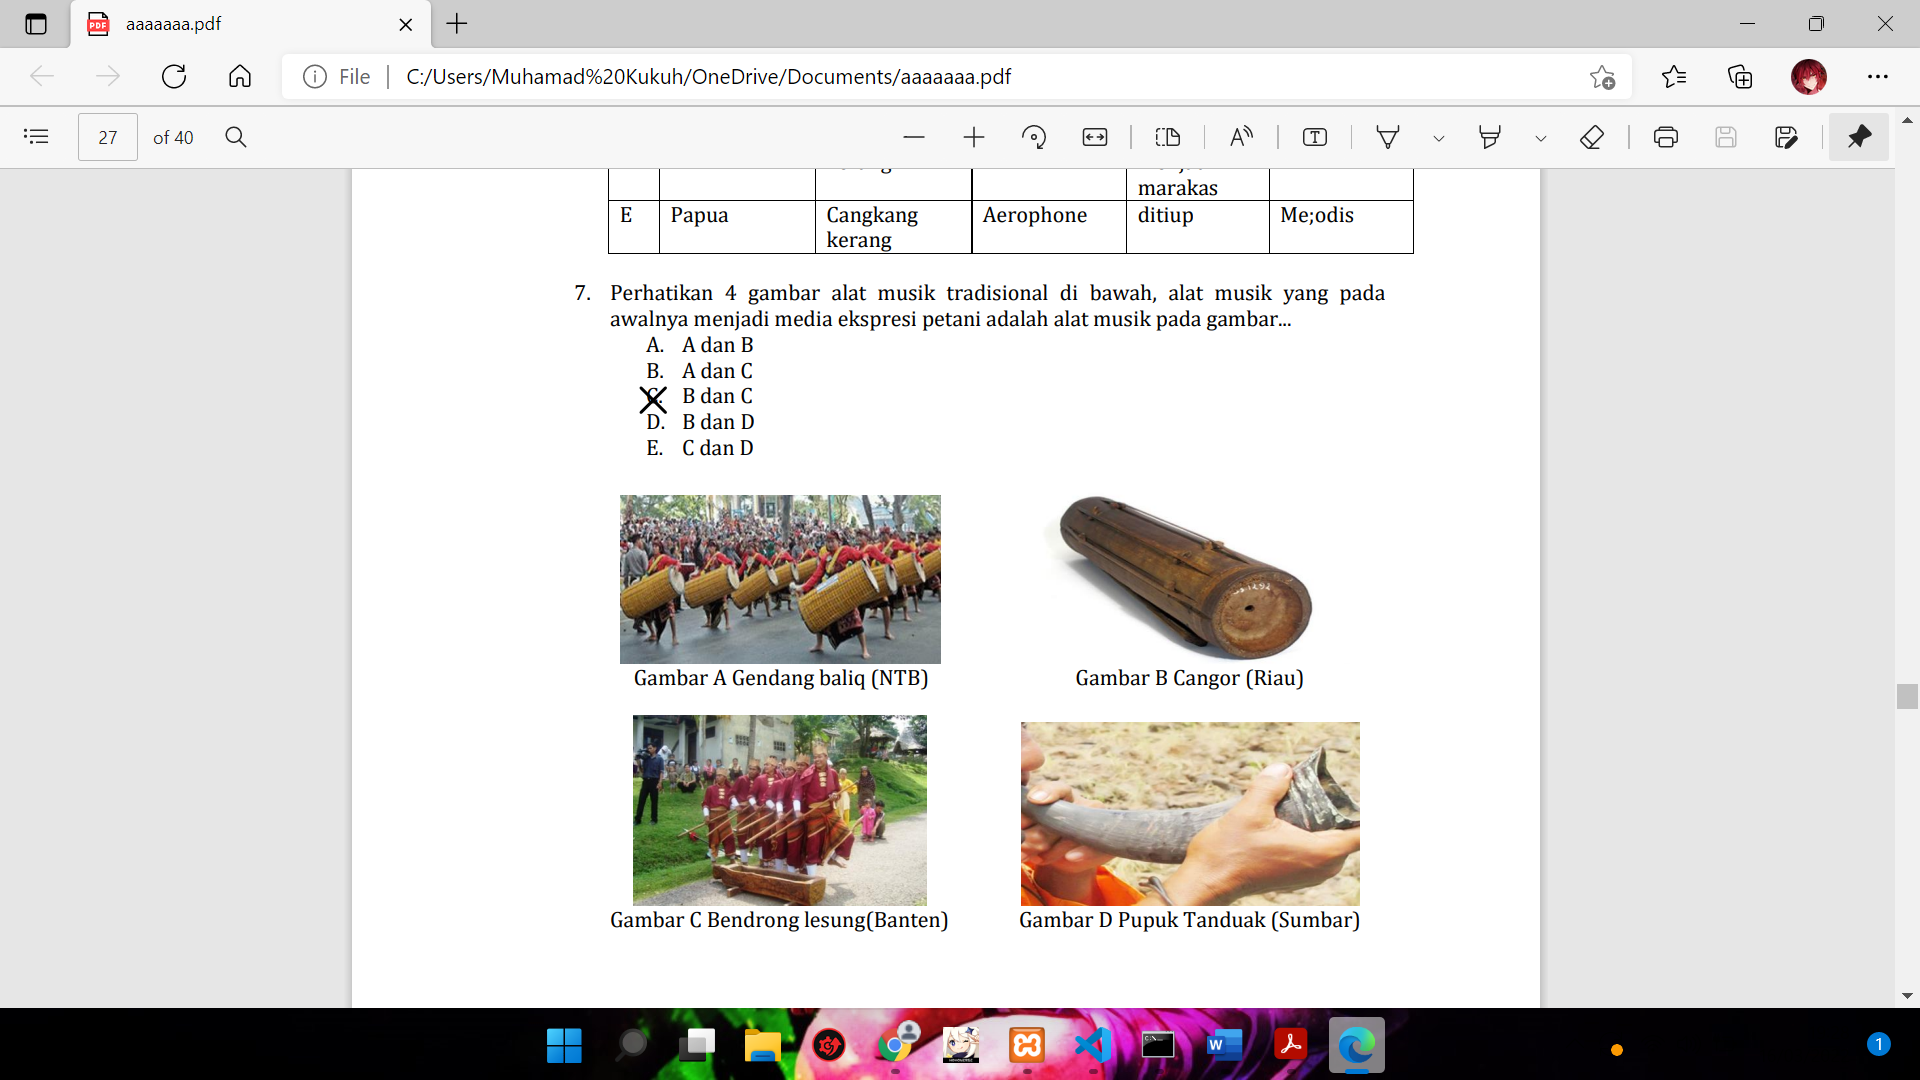 aaaaaaa.pdf
File
C:/Users/Muhamad%20Kukuh/OneDrive/Documents/aaaaaaa.pdf
27 of 40
marakas
E Papua Cangkang Aerophone ditiup Me;odis
kerang
7. Perhatikan 4 gambar alat musik tradisional di bawah, alat musik yang pada
awalnya menjadi media ekspresi petani adalah alat musik pada gambar...
A. A dan B
B. A dan C
C. B dan C
D. B dan D
E. C dan D
Gambar A Gendang baliq (NTB)
Gambar B Cangor (Riau)
Gambar C Bendrong lesung(Banten)
Gambar D Pupuk Tanduak (Sumbar)
1